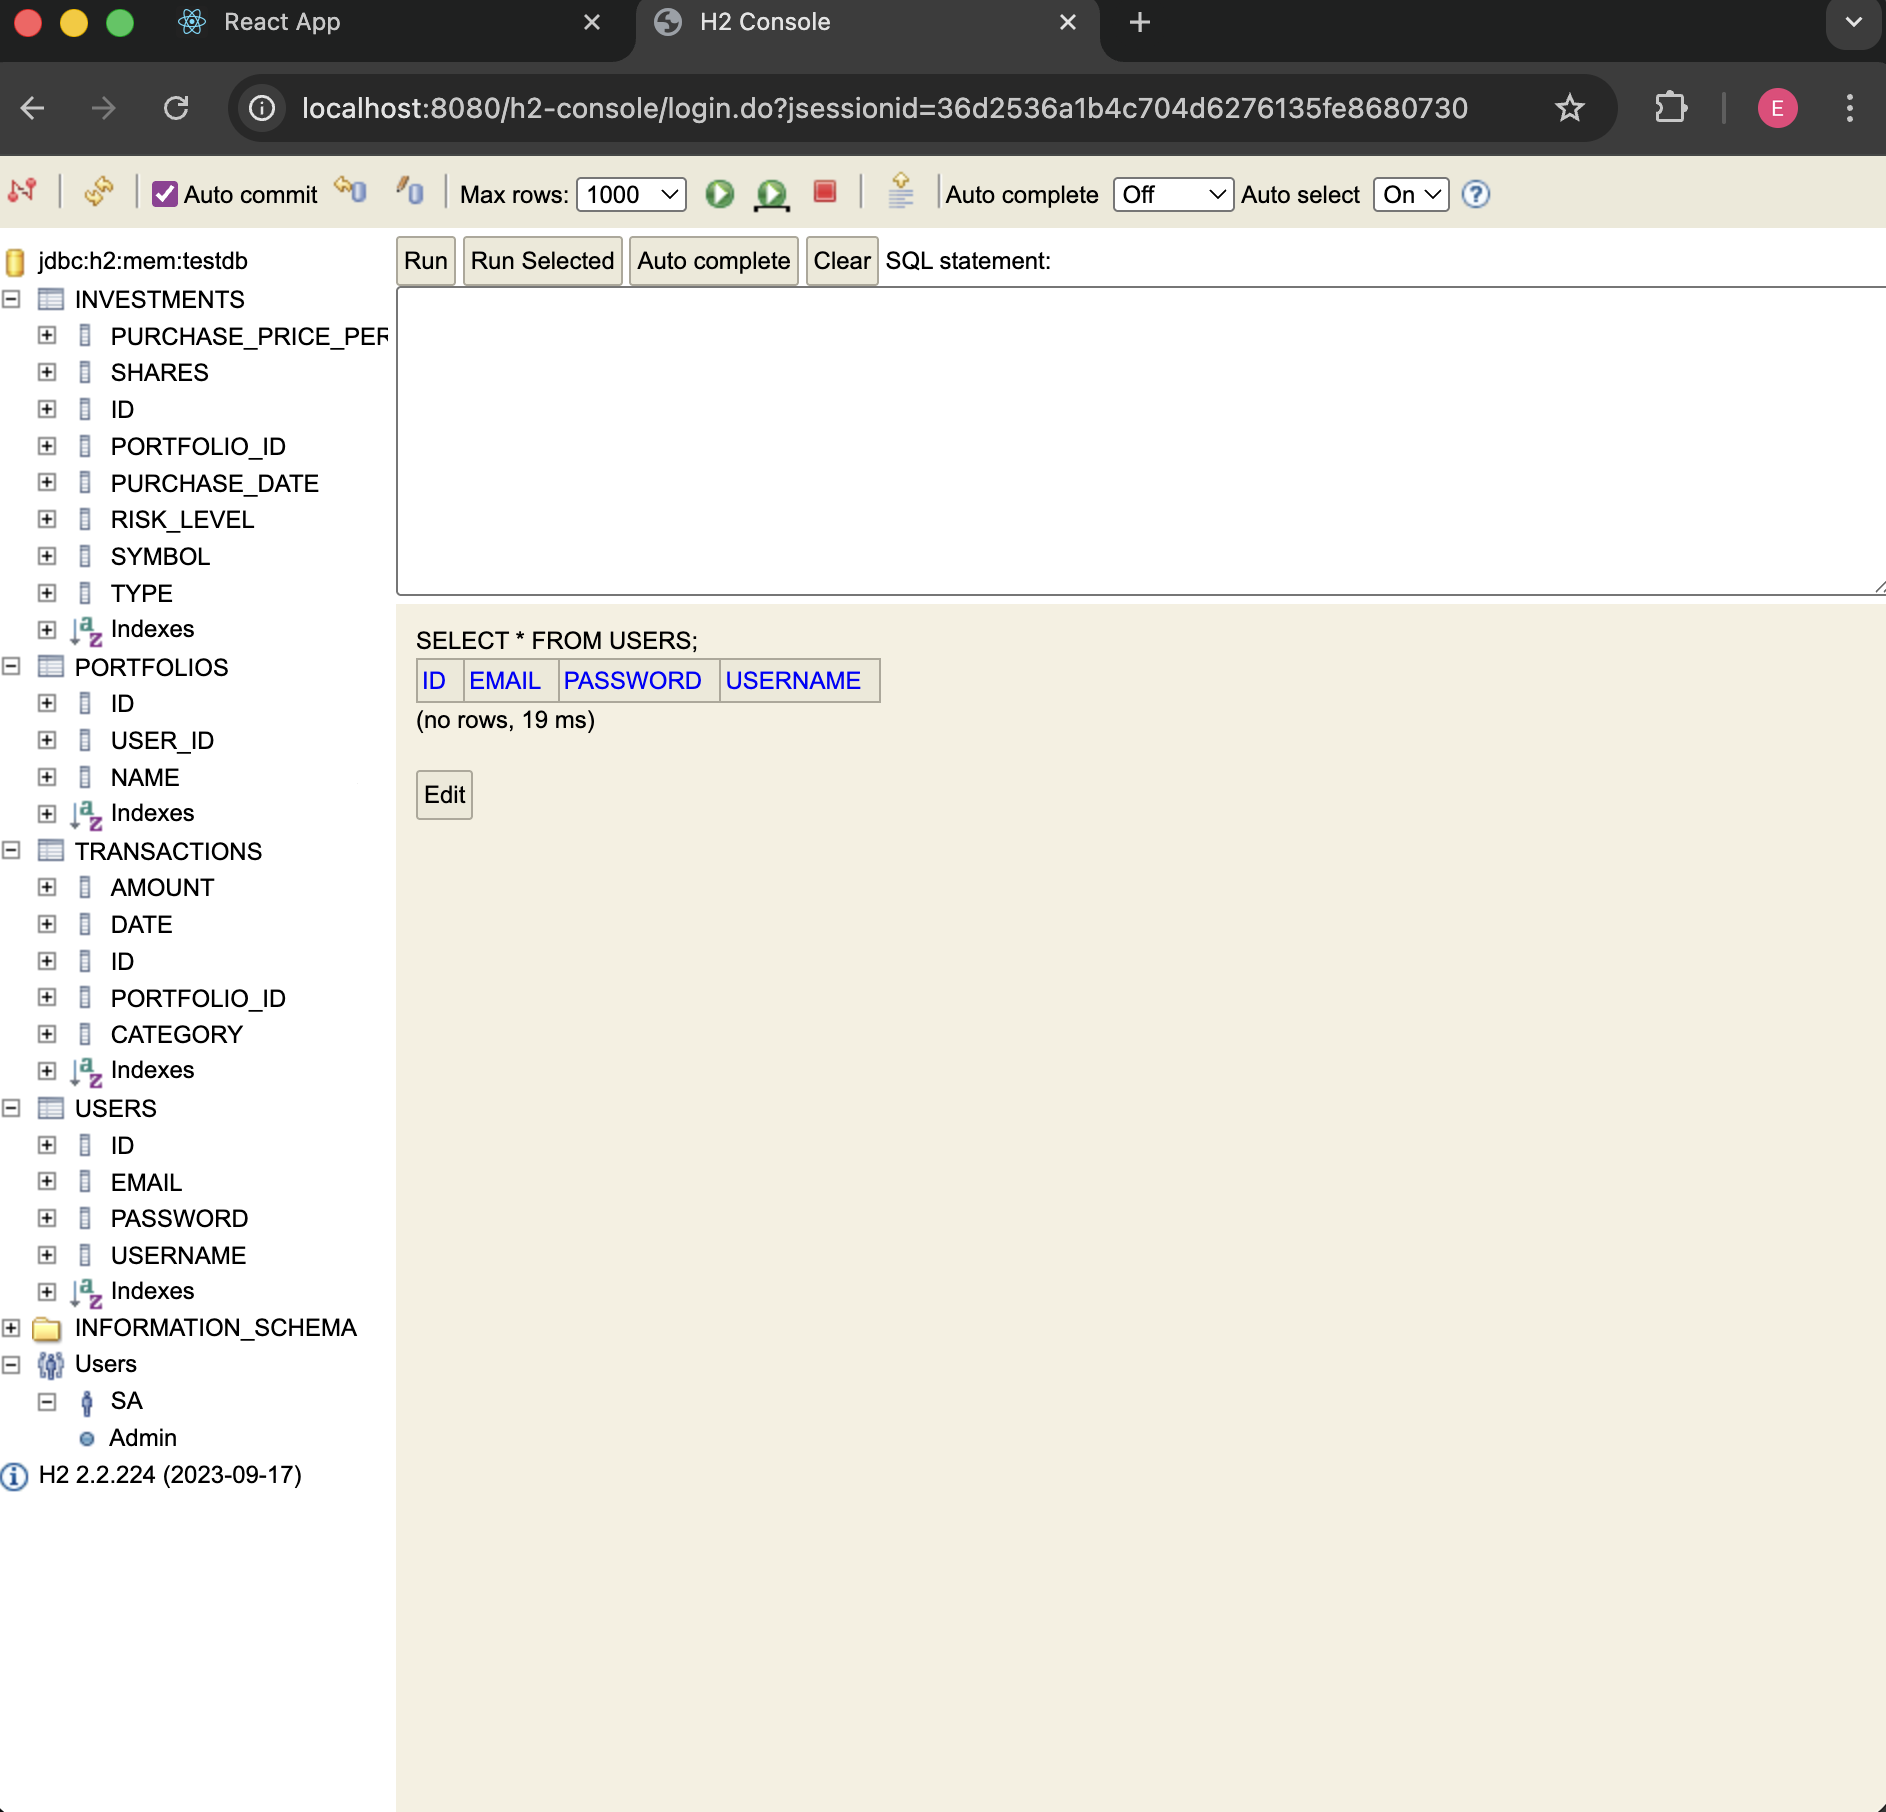 React App
H2 Console
localhost:8080/h2-console/login.do?jsessionid=36d2536a1b4c704d6276135fe8680730
E
Auto commit
Max rows: 1000
Auto complete Off
Auto select On
?
jdbc:h2:mem:testdb
INVESTMENTS
PURCHASE_PRICE_PER
SHARES
ID
PORTFOLIO_ID
PURCHASE_DATE
RISK_LEVEL
SYMBOL
TYPE
Indexes
PORTFOLIOS
ID
USER_ID
NAME
Indexes
TRANSACTIONS
AMOUNT
DATE
ID
PORTFOLIO_ID
CATEGORY
Indexes
USERS
ID
EMAIL
PASSWORD
USERNAME
Indexes
INFORMATION_SCHEMA
Users
SA
Admin
H2 2.2.224 (2023-09-17)
Run Run Selected Auto complete Clear SQL statement:
SELECT * FROM USERS;
ID EMAIL PASSWORD USERNAME
(no rows, 19 ms)
Edit